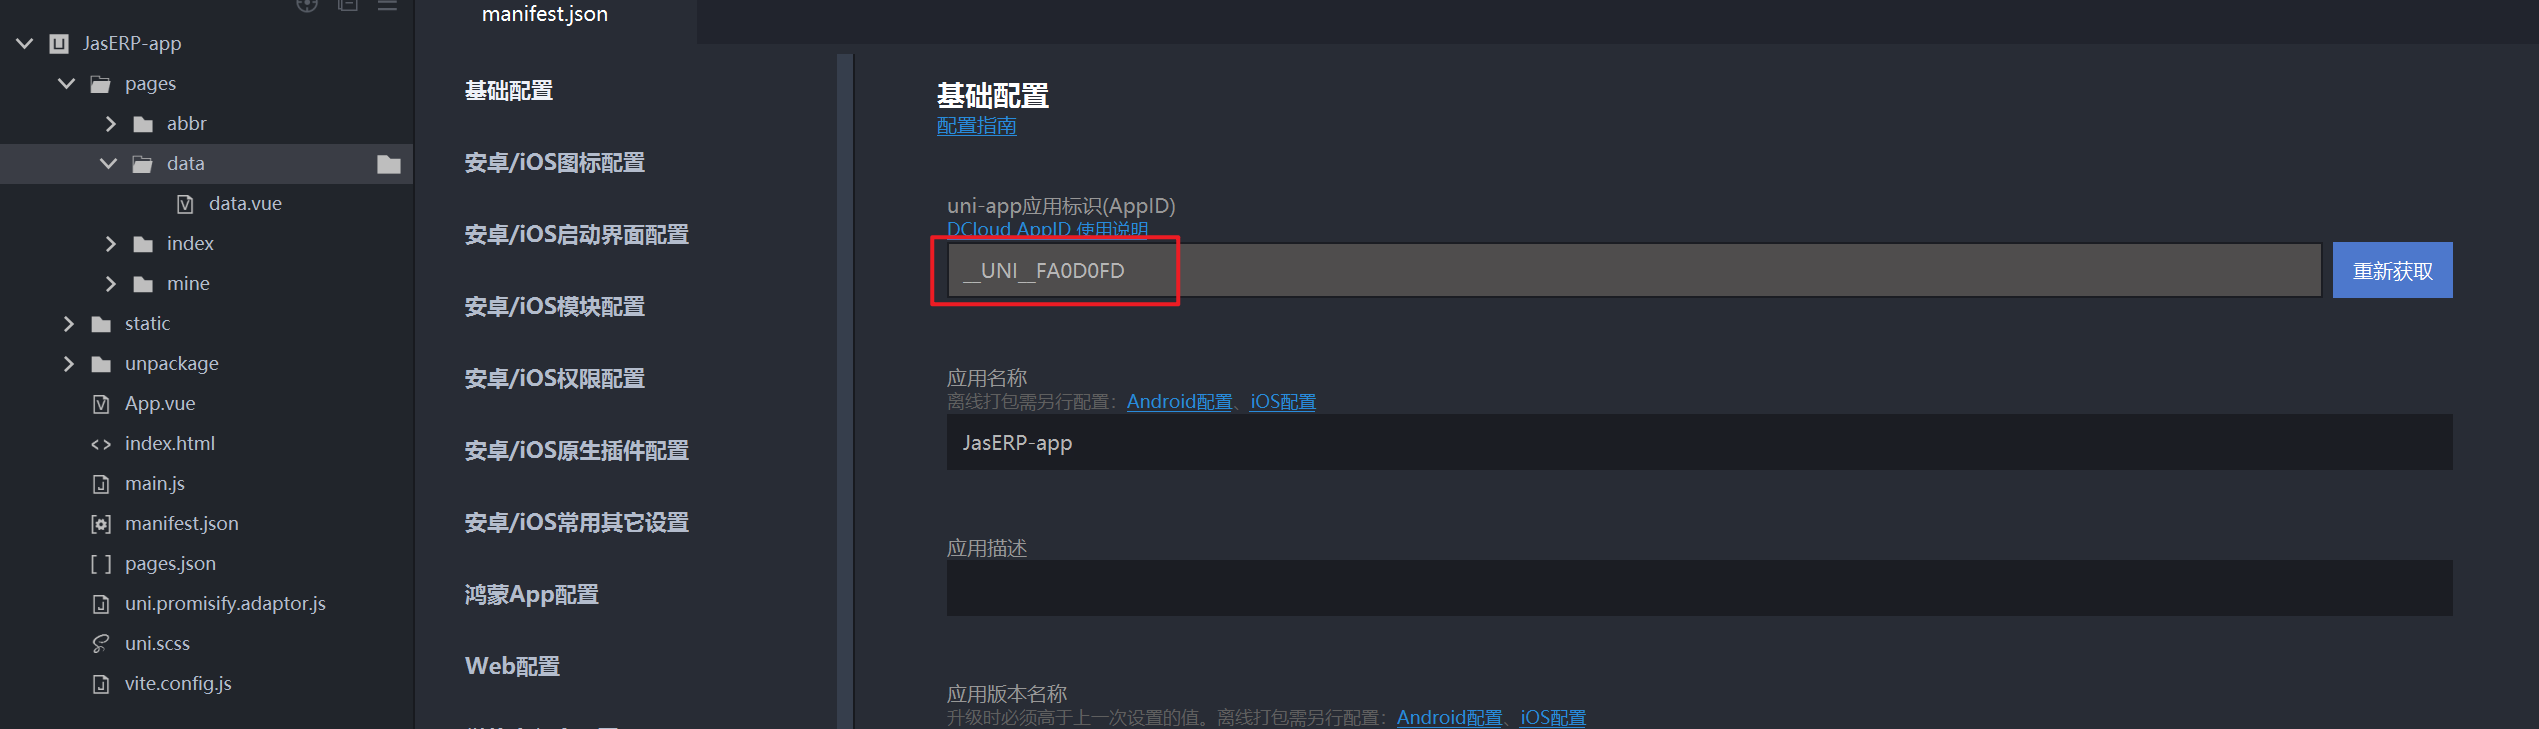 manifest.json
JasERP-app
pages
abbr
data
data.vue
index
mine
static
unpackage
App.vue
index.html
main.js
manifest.json
pages.json
uni.promisify.adaptor.js
uni.scss
vite.config.js
基础配置
安卓/iOS图标配置
安卓/iOS启动界面配置
安卓/iOS模块配置
安卓/iOS权限配置
安卓/iOS原生插件配置
安卓/iOS常用其它设置
鸿蒙App配置
Web配置
基础配置
配置指南
uni-app应用标识(AppID)
DCloud AppID 使用说明
__UNI__FA0D0FD
重新获取
应用名称
离线打包需另行配置：Android配置、iOS配置
JasERP-app
应用描述
应用版本名称
升级时必须高于上一次设置的值。离线打包需另行配置：Android配置、iOS配置